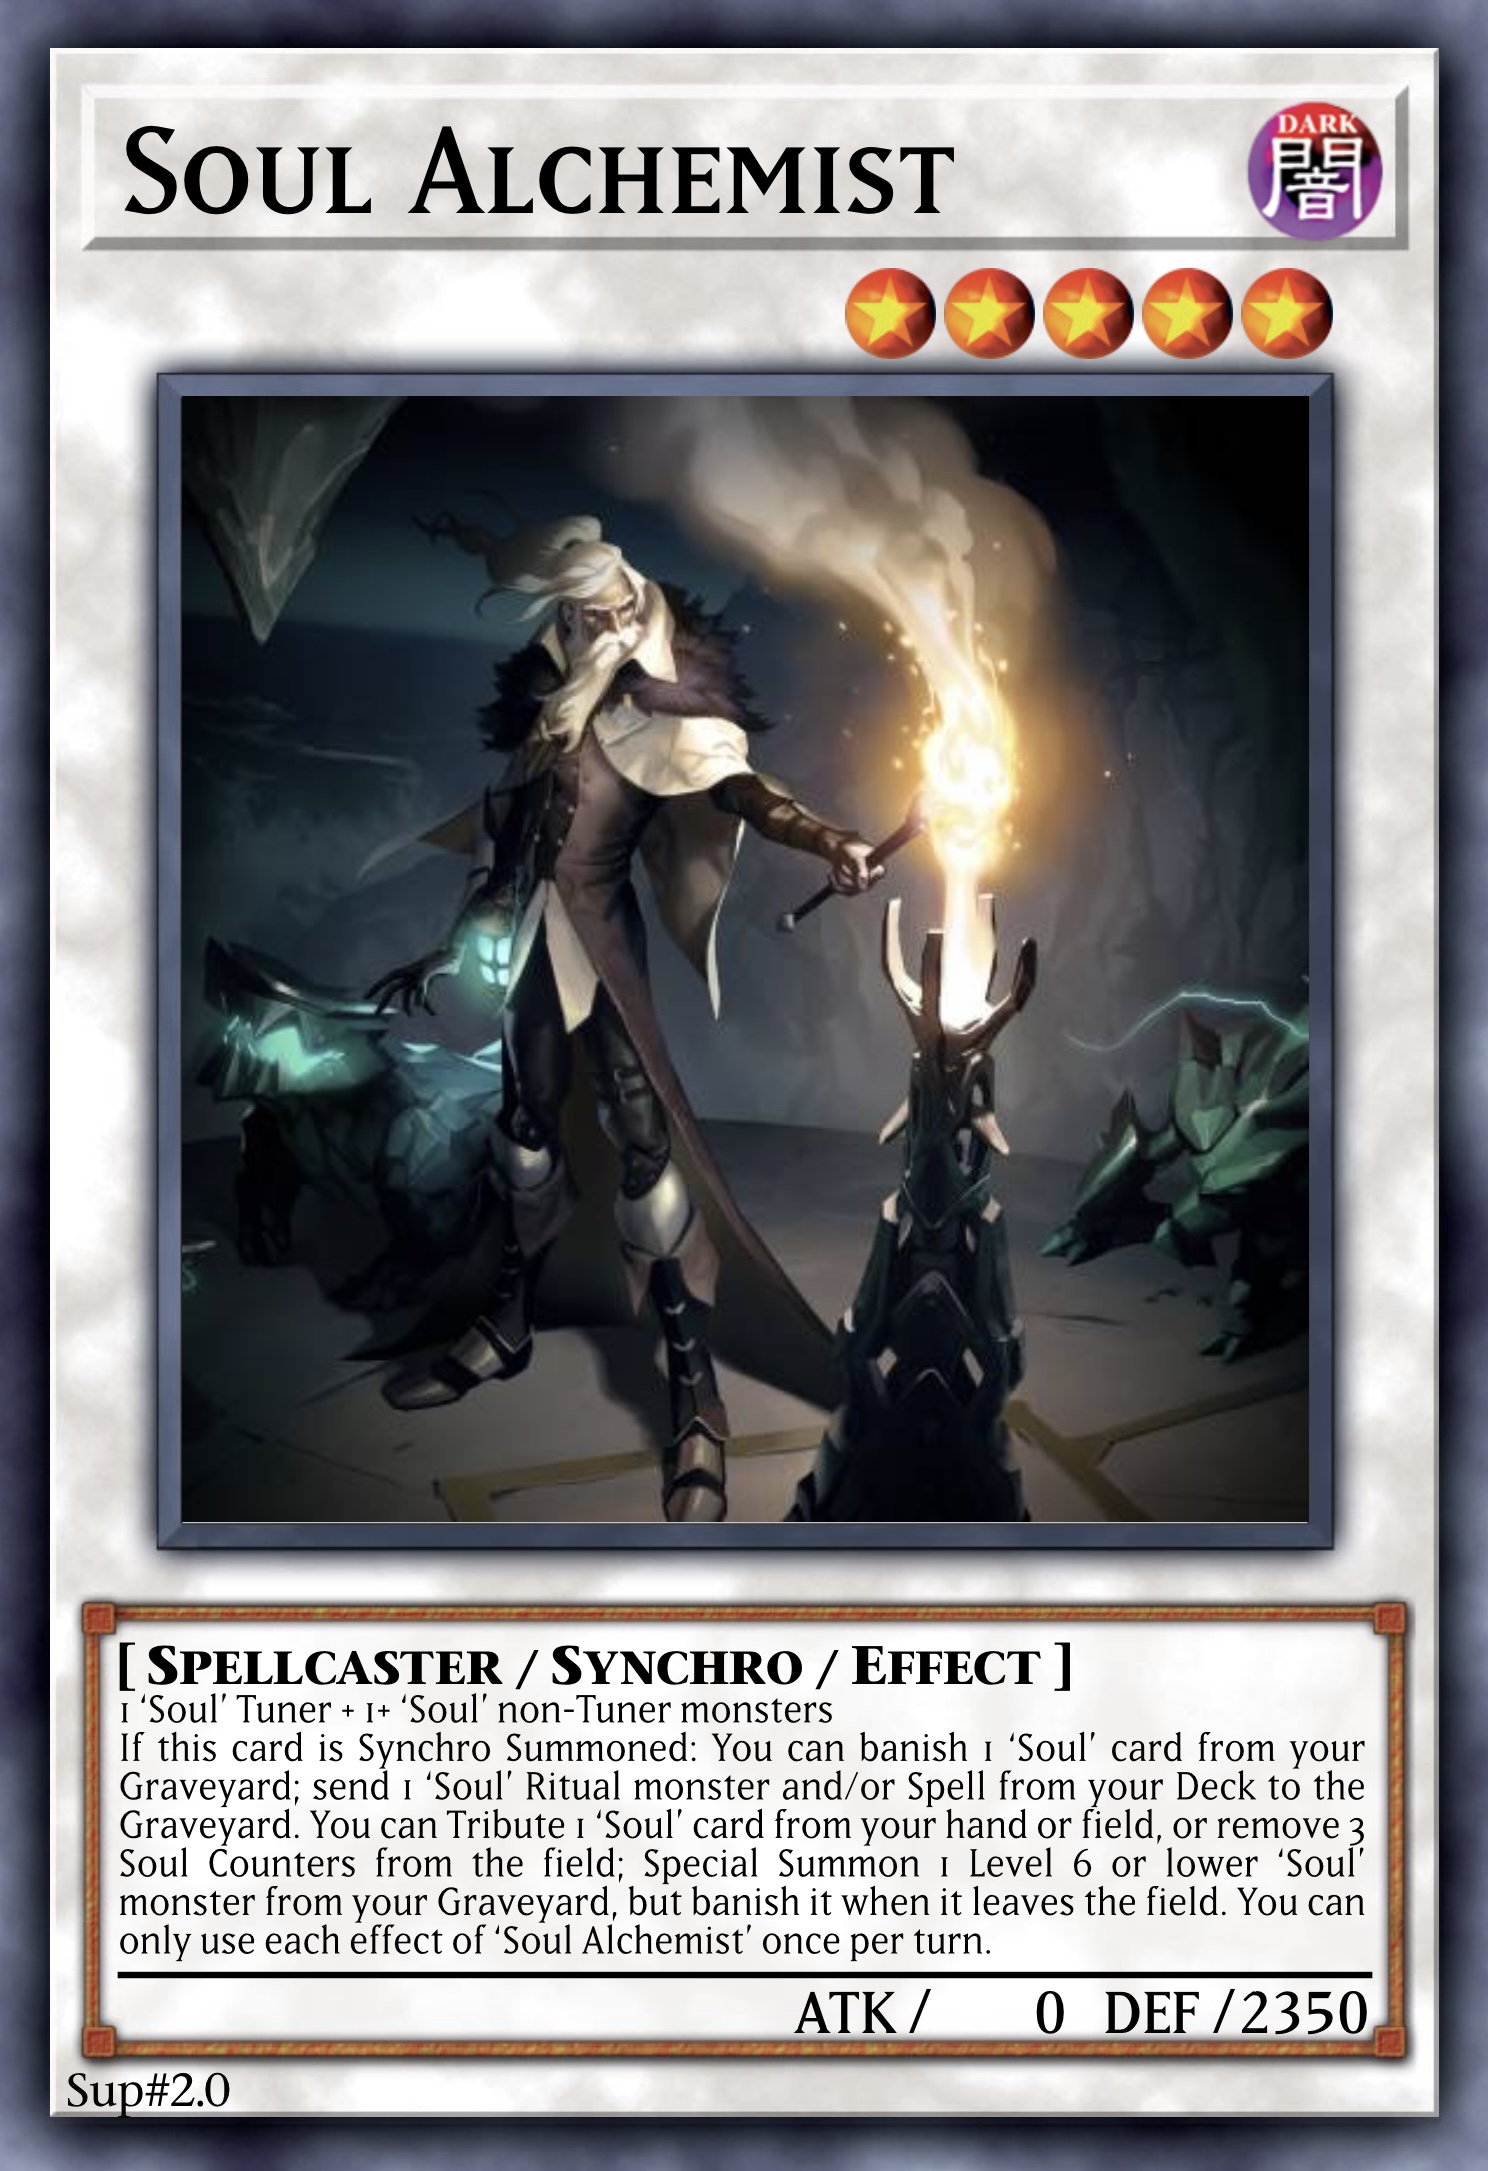 Soul Alchemist
DARK
闇
[ Spellcaster / Synchro / Effect ]
1 ‘Soul’ Tuner + 1+ ‘Soul’ non-Tuner monsters
If this card is Synchro Summoned: You can banish 1 ‘Soul’ card from your
Graveyard; send 1 ‘Soul’ Ritual monster and/or Spell from your Deck to the
Graveyard. You can Tribute 1 ‘Soul’ card from your hand or field, or remove 3
Soul Counters from the field; Special Summon 1 Level 6 or lower ‘Soul’
monster from your Graveyard, but banish it when it leaves the field. You can
only use each effect of ‘Soul Alchemist’ once per turn.
ATK / 0 DEF / 2350
Sup#2.0